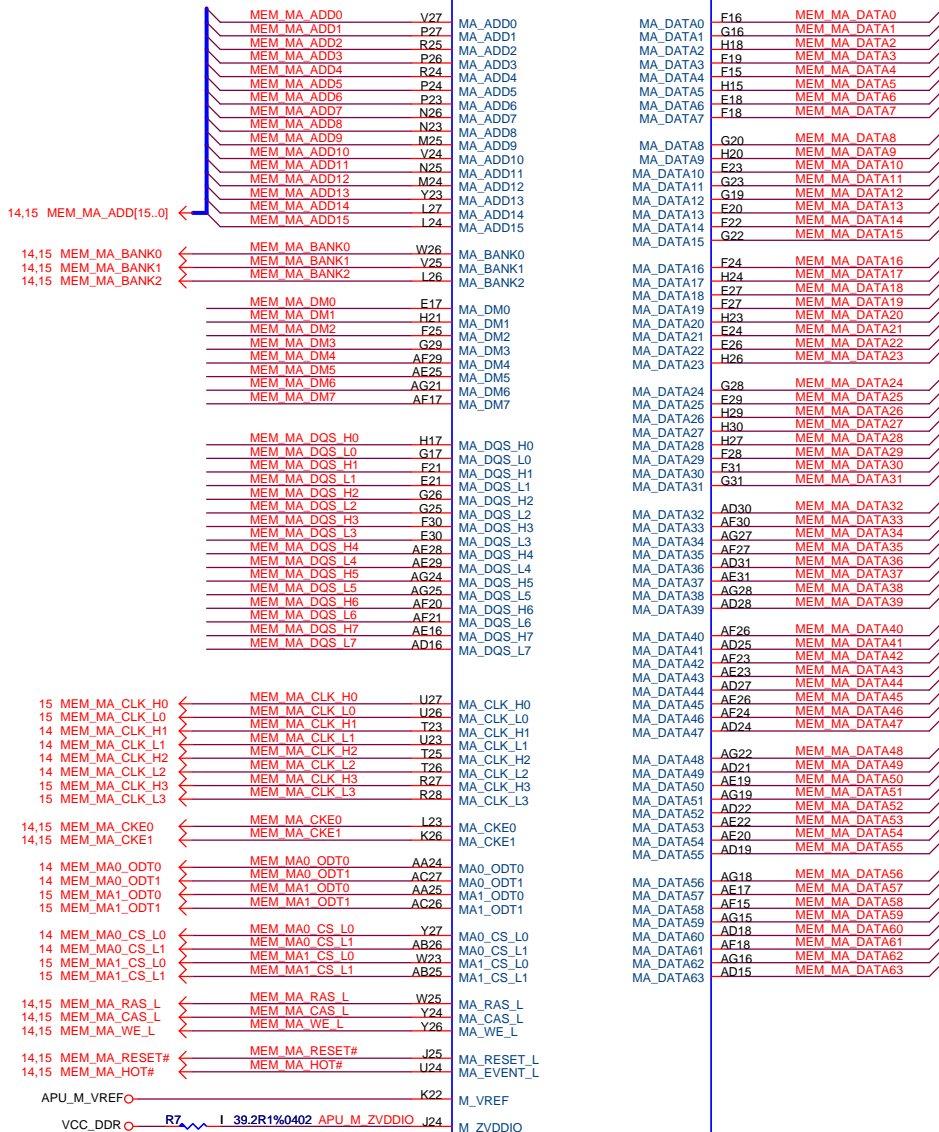 MEM_MA_ADD0 V27 MA_ADD0
MEM_MA_ADD1 P27 MA_ADD1
MEM_MA_ADD2 R25 MA_ADD2
MEM_MA_ADD3 P26 MA_ADD3
MEM_MA_ADD4 R24 MA_ADD4
MEM_MA_ADD5 P24 MA_ADD5
MEM_MA_ADD6 P23 MA_ADD6
MEM_MA_ADD7 N26 MA_ADD7
MEM_MA_ADD8 N23 MA_ADD8
MEM_MA_ADD9 M25 MA_ADD9
MEM_MA_ADD10 V24 MA_ADD10
MEM_MA_ADD11 N25 MA_ADD11
MEM_MA_ADD12 M24 MA_ADD12
MEM_MA_ADD13 Y23 MA_ADD13
14,15 MEM_MA_ADD[15..0] MEM_MA_ADD14 L27 MA_ADD14
MEM_MA_ADD15 L24 MA_ADD15
14,15 MEM_MA_BANK0 MEM_MA_BANK0 W26 MA_BANK0
14,15 MEM_MA_BANK1 MEM_MA_BANK1 V25 MA_BANK1
14,15 MEM_MA_BANK2 MEM_MA_BANK2 L26 MA_BANK2
MEM_MA_DM0 E17 MA_DM0
MEM_MA_DM1 H21 MA_DM1
MEM_MA_DM2 F25 MA_DM2
MEM_MA_DM3 G29 MA_DM3
MEM_MA_DM4 AF29 MA_DM4
MEM_MA_DM5 AE25 MA_DM5
MEM_MA_DM6 AG21 MA_DM6
MEM_MA_DM7 AF17 MA_DM7
MEM_MA_DQS_H0 H17 MA_DQS_H0
MEM_MA_DQS_L0 G17 MA_DQS_L0
MEM_MA_DQS_H1 F21 MA_DQS_H1
MEM_MA_DQS_L1 E21 MA_DQS_L1
MEM_MA_DQS_H2 G26 MA_DQS_H2
MEM_MA_DQS_L2 G25 MA_DQS_L2
MEM_MA_DQS_H3 F30 MA_DQS_H3
MEM_MA_DQS_L3 E30 MA_DQS_L3
MEM_MA_DQS_H4 AE28 MA_DQS_H4
MEM_MA_DQS_L4 AE29 MA_DQS_L4
MEM_MA_DQS_H5 AG24 MA_DQS_H5
MEM_MA_DQS_L5 AG25 MA_DQS_L5
MEM_MA_DQS_H6 AF20 MA_DQS_H6
MEM_MA_DQS_L6 AF21 MA_DQS_L6
MEM_MA_DQS_H7 AE16 MA_DQS_H7
MEM_MA_DQS_L7 AD16 MA_DQS_L7
15 MEM_MA_CLK_H0 MEM_MA_CLK_H0 U27 MA_CLK_H0
15 MEM_MA_CLK_L0 MEM_MA_CLK_L0 U26 MA_CLK_L0
14 MEM_MA_CLK_H1 MEM_MA_CLK_H1 T23 MA_CLK_H1
14 MEM_MA_CLK_L1 MEM_MA_CLK_L1 U23 MA_CLK_L1
14 MEM_MA_CLK_H2 MEM_MA_CLK_H2 T25 MA_CLK_H2
14 MEM_MA_CLK_L2 MEM_MA_CLK_L2 T26 MA_CLK_L2
15 MEM_MA_CLK_H3 MEM_MA_CLK_H3 R27 MA_CLK_H3
15 MEM_MA_CLK_L3 MEM_MA_CLK_L3 R28 MA_CLK_L3
14,15 MEM_MA_CKE0 MEM_MA_CKE0 L23 MA_CKE0
14,15 MEM_MA_CKE1 MEM_MA_CKE1 K26 MA_CKE1
14 MEM_MA0_ODT0 MEM_MA0_ODT0 AA24 MA0_ODT0
14 MEM_MA0_ODT1 MEM_MA0_ODT1 AC27 MA0_ODT1
15 MEM_MA1_ODT0 MEM_MA1_ODT0 AA25 MA1_ODT0
15 MEM_MA1_ODT1 MEM_MA1_ODT1 AC26 MA1_ODT1
14 MEM_MA0_CS_L0 MEM_MA0_CS_L0 Y27 MA0_CS_L0
14 MEM_MA0_CS_L1 MEM_MA0_CS_L1 AB26 MA0_CS_L1
15 MEM_MA1_CS_L0 MEM_MA1_CS_L0 W23 MA1_CS_L0
15 MEM_MA1_CS_L1 MEM_MA1_CS_L1 AB25 MA1_CS_L1
14,15 MEM_MA_RAS_L MEM_MA_RAS_L W25 MA_RAS_L
14,15 MEM_MA_CAS_L MEM_MA_CAS_L Y24 MA_CAS_L
14,15 MEM_MA_WE_L MEM_MA_WE_L Y26 MA_WE_L
14,15 MEM_MA_RESET# MEM_MA_RESET# J25 MA_RESET_L
14,15 MEM_MA_HOT# MEM_MA_HOT# U24 MA_EVENT_L
APU_M_VREF K22 M_VREF
VCC_DDR R7 I 39.2R1%0402 APU_M_ZVDDIO J24 M_ZVDDIO
MA_DATA0 F16 MEM_MA_DATA0
MA_DATA1 G16 MEM_MA_DATA1
MA_DATA2 H18 MEM_MA_DATA2
MA_DATA3 F19 MEM_MA_DATA3
MA_DATA4 F15 MEM_MA_DATA4
MA_DATA5 H15 MEM_MA_DATA5
MA_DATA6 E18 MEM_MA_DATA6
MA_DATA7 F18 MEM_MA_DATA7
MA_DATA8 G20 MEM_MA_DATA8
MA_DATA9 H20 MEM_MA_DATA9
MA_DATA10 E23 MEM_MA_DATA10
MA_DATA11 G23 MEM_MA_DATA11
MA_DATA12 G19 MEM_MA_DATA12
MA_DATA13 E20 MEM_MA_DATA13
MA_DATA14 F22 MEM_MA_DATA14
MA_DATA15 G22 MEM_MA_DATA15
MA_DATA16 F24 MEM_MA_DATA16
MA_DATA17 H24 MEM_MA_DATA17
MA_DATA18 E27 MEM_MA_DATA18
MA_DATA19 F27 MEM_MA_DATA19
MA_DATA20 H23 MEM_MA_DATA20
MA_DATA21 E24 MEM_MA_DATA21
MA_DATA22 E26 MEM_MA_DATA22
MA_DATA23 H26 MEM_MA_DATA23
MA_DATA24 G28 MEM_MA_DATA24
MA_DATA25 E29 MEM_MA_DATA25
MA_DATA26 H29 MEM_MA_DATA26
MA_DATA27 H30 MEM_MA_DATA27
MA_DATA28 H27 MEM_MA_DATA28
MA_DATA29 F28 MEM_MA_DATA29
MA_DATA30 F31 MEM_MA_DATA30
MA_DATA31 G31 MEM_MA_DATA31
MA_DATA32 AD30 MEM_MA_DATA32
MA_DATA33 AF30 MEM_MA_DATA33
MA_DATA34 AG27 MEM_MA_DATA34
MA_DATA35 AF27 MEM_MA_DATA35
MA_DATA36 AD31 MEM_MA_DATA36
MA_DATA37 AE31 MEM_MA_DATA37
MA_DATA38 AG28 MEM_MA_DATA38
MA_DATA39 AD28 MEM_MA_DATA39
MA_DATA40 AF26 MEM_MA_DATA40
MA_DATA41 AD25 MEM_MA_DATA41
MA_DATA42 AF23 MEM_MA_DATA42
MA_DATA43 AE23 MEM_MA_DATA43
MA_DATA44 AD27 MEM_MA_DATA44
MA_DATA45 AE26 MEM_MA_DATA45
MA_DATA46 AF24 MEM_MA_DATA46
MA_DATA47 AD24 MEM_MA_DATA47
MA_DATA48 AG22 MEM_MA_DATA48
MA_DATA49 AD21 MEM_MA_DATA49
MA_DATA50 AE19 MEM_MA_DATA50
MA_DATA51 AG19 MEM_MA_DATA51
MA_DATA52 AD22 MEM_MA_DATA52
MA_DATA53 AE22 MEM_MA_DATA53
MA_DATA54 AE20 MEM_MA_DATA54
MA_DATA55 AD19 MEM_MA_DATA55
MA_DATA56 AG18 MEM_MA_DATA56
MA_DATA57 AE17 MEM_MA_DATA57
MA_DATA58 AF15 MEM_MA_DATA58
MA_DATA59 AG15 MEM_MA_DATA59
MA_DATA60 AD18 MEM_MA_DATA60
MA_DATA61 AF18 MEM_MA_DATA61
MA_DATA62 AG16 MEM_MA_DATA62
MA_DATA63 AD15 MEM_MA_DATA63